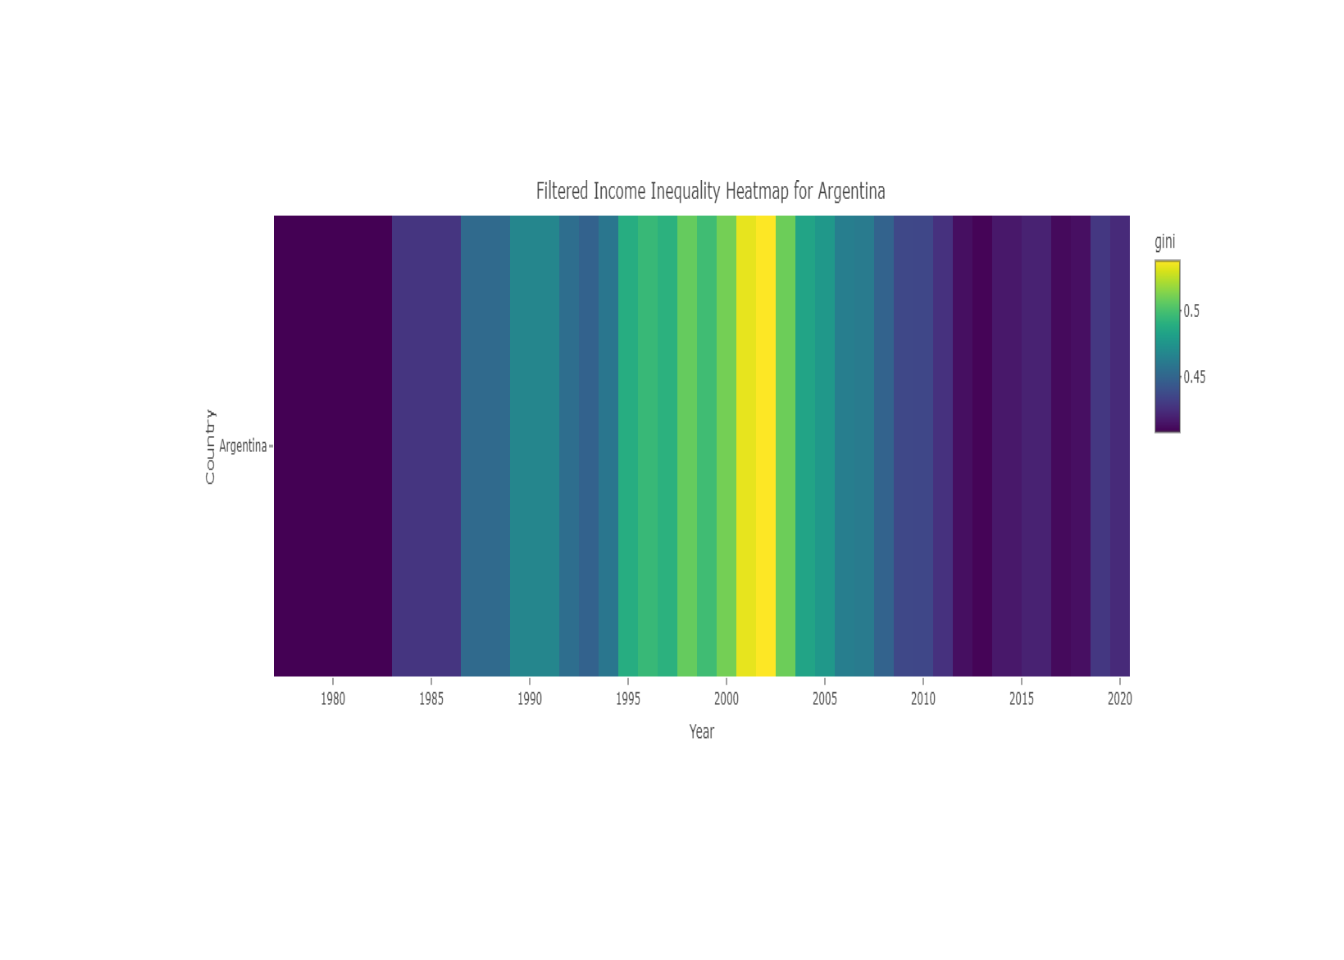 Filtered Income Inequality Heatmap for Argentina
gini
0.5
0.45
Country
Argentina
1980 1985 1990 1995 2000 2005 2010 2015 2020
Year